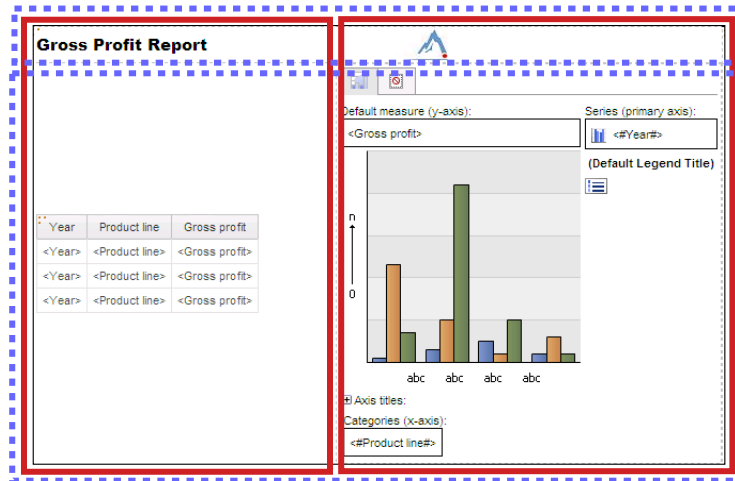 Gross Profit Report
Default measure (y-axis):
Series (primary axis):
<Gross profit>
<#Year#>
(Default Legend Title)
Year Product line Gross profit
<Year> <Product line> <Gross profit>
<Year> <Product line> <Gross profit>
<Year> <Product line> <Gross profit>
n
0
abc abc abc abc
Axis titles:
Categories (x-axis):
<#Product line#>